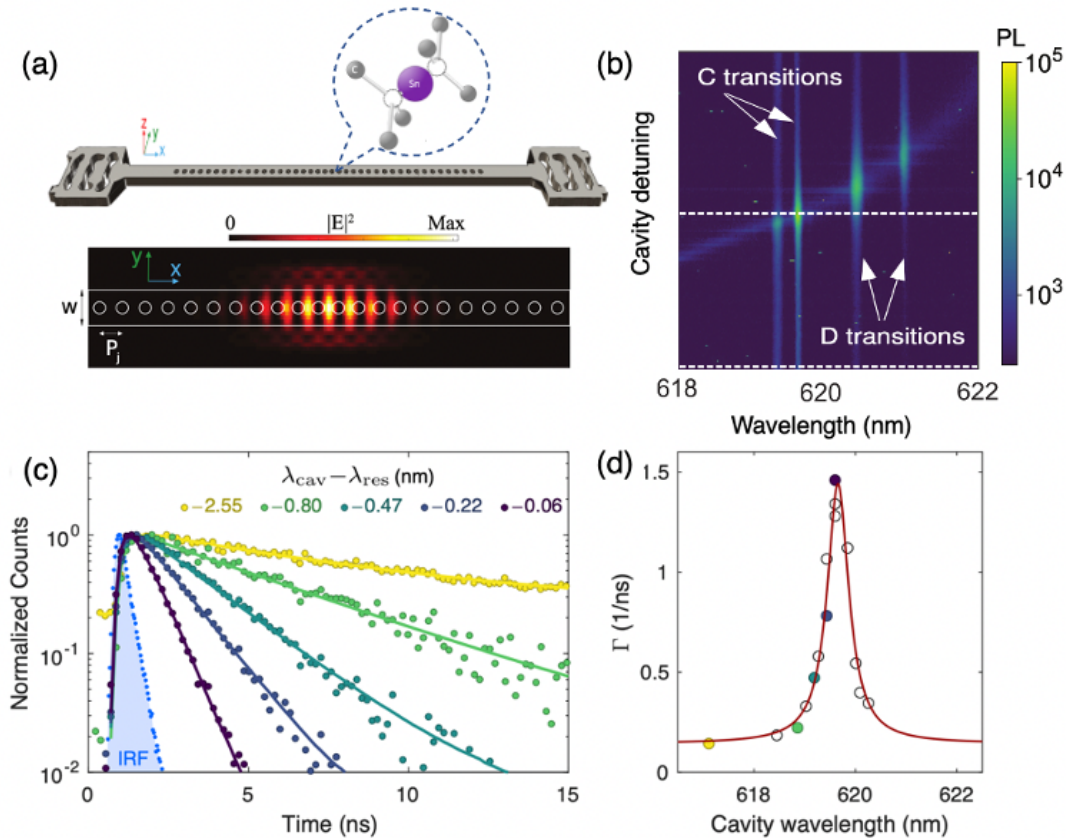 (a)
C
Sn
z
y
x
0 |E|² Max
y
x
w
Pj
(b)
PL
C transitions
D transitions
10⁵
10⁴
10³
Cavity detuning
618 620 622
Wavelength (nm)
(c)
λcav−λres (nm)
−2.55 −0.80 −0.47 −0.22 −0.06
Normalized Counts
10⁰
10⁻¹
10⁻²
IRF
0 5 10 15
Time (ns)
(d)
Γ (1/ns)
1.5
1
0.5
0
618 620 622
Cavity wavelength (nm)